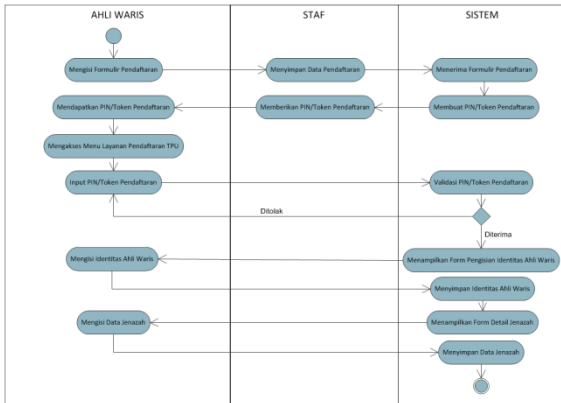 AHLI WARIS
STAF
SISTEM
Mengisi Formulir Pendaftaran
Menyimpan Data Pendaftaran
Menerima Formulir Pendaftaran
Mendapatkan PIN/Token Pendaftaran
Memberikan PIN/Token Pendaftaran
Membuat PIN/Token Pendaftaran
Mengakses Menu Layanan Pendaftaran TPU
Input PIN/Token Pendaftaran
Validasi PIN/Token Pendaftaran
Ditolak
Diterima
Mengisi Identitas Ahli Waris
Menampilkan Form Pengisian Identitas Ahli Waris
Menyimpan Identitas Ahli Waris
Mengisi Data Jenazah
Menampilkan Form Detail Jenazah
Menyimpan Data Jenazah